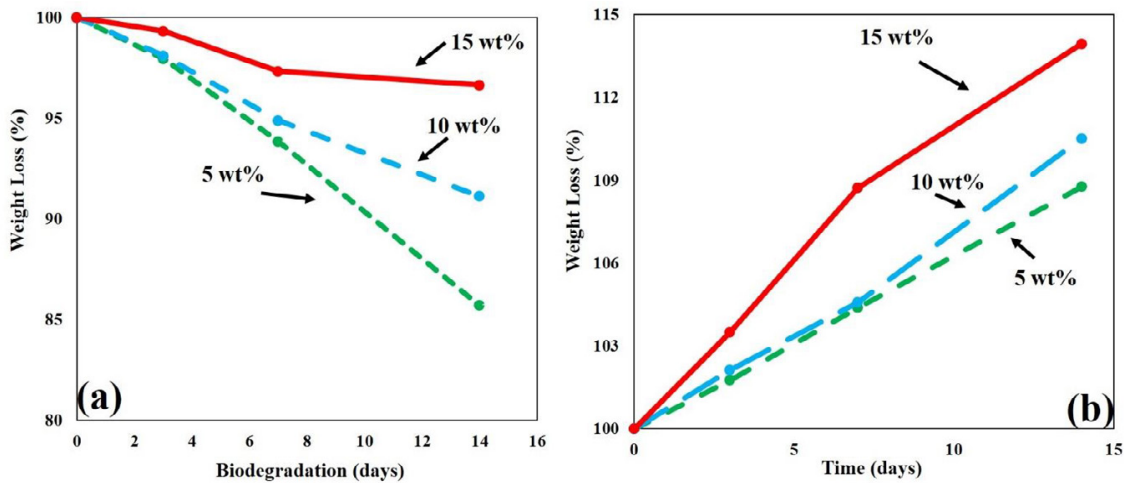 Weight Loss (%)
100
95
90
85
80
15 wt%
10 wt%
5 wt%
(a)
0 2 4 6 8 10 12 14 16
Biodegradation (days)
Weight Loss (%)
115
112
109
106
103
100
15 wt%
10 wt%
5 wt%
(b)
0 5 10 15
Time (days)